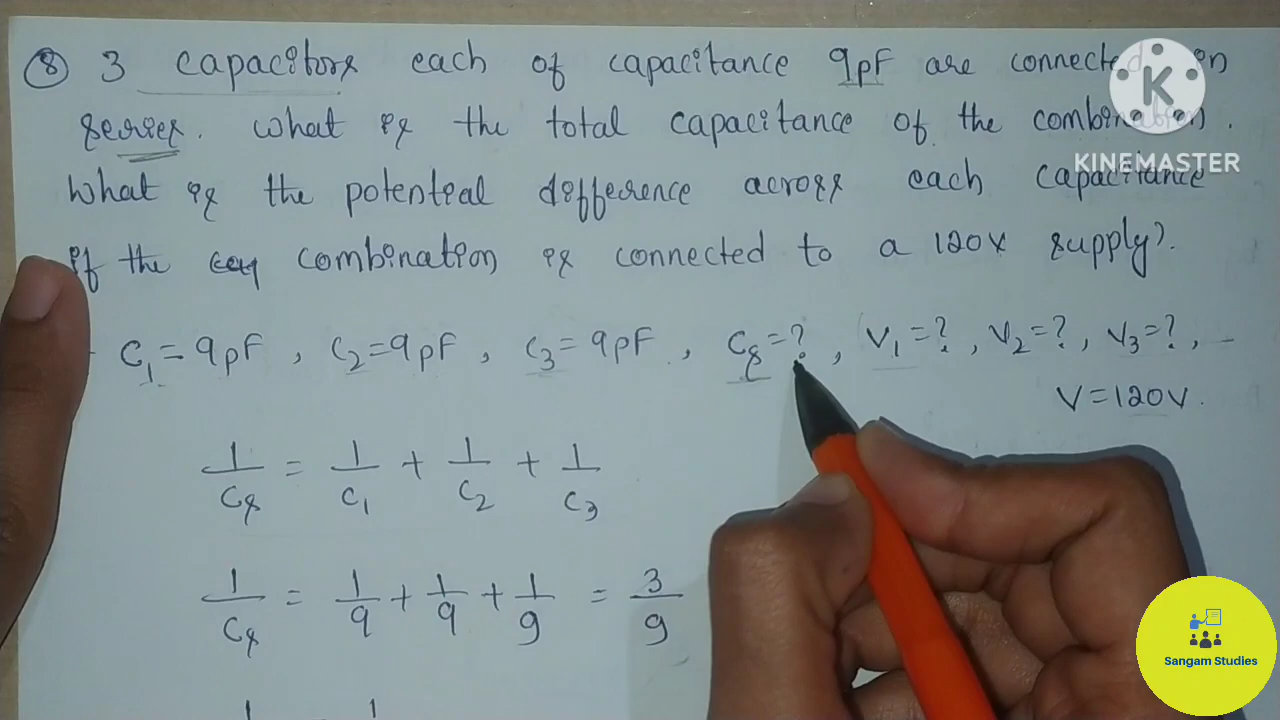 ⑧ 3 capacitors each of capacitance 9pF are connected in
series. What is the total capacitance of the combination.
What is the potential difference across each capacitance
if the combination is connected to a 120V supply?.
C₁ = 9pF, C₂ = 9pF, C₃ = 9pF, Cs = ?, V₁ = ?, V₂ = ?, V₃ = ?, –
V = 120V.
1/Cs = 1/C₁ + 1/C₂ + 1/C₃
1/Cs = 1/9 + 1/9 + 1/9 = 3/9
K
KINEMASTER
Sangam Studies